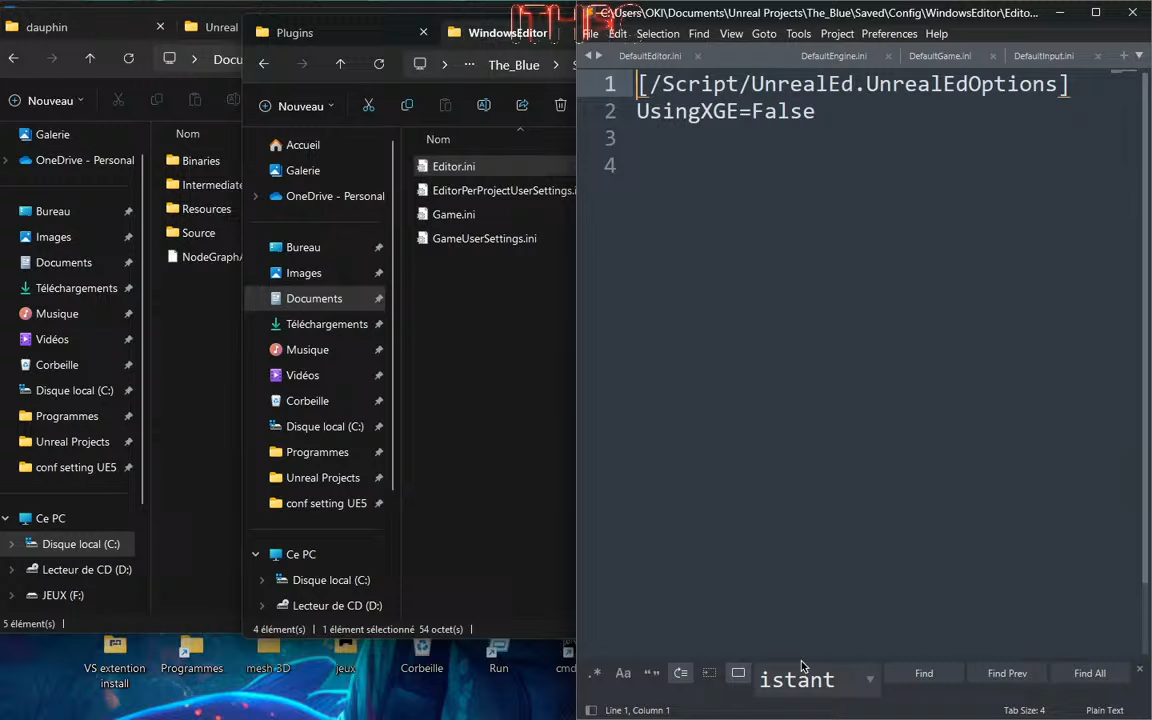 dauphin
Unreal
Docu
Nouveau
Nom
Galerie
OneDrive - Personal
Bureau
Images
Documents
Téléchargements
Musique
Vidéos
Corbeille
Disque local (C:)
Programmes
Unreal Projects
conf setting UE5
Ce PC
Disque local (C:)
Lecteur de CD (D:)
JEUX (F:)
5 élément(s)
Binaries
Intermediate
Resources
Source
NodeGraphA
Plugins
WindowsEditor
The_Blue
S
Nouveau
Nom
Accueil
Galerie
OneDrive - Personal
Bureau
Images
Documents
Téléchargements
Musique
Vidéos
Corbeille
Disque local (C:)
Programmes
Unreal Projects
conf setting UE5
Ce PC
Disque local (C:)
Lecteur de CD (D:)
Editor.ini
EditorPerProjectUserSettings.i
Game.ini
GameUserSettings.ini
4 élément(s) 1 élément sélectionné 54 octet(s)
C:\Users\OKI\Documents\Unreal Projects\The_Blue\Saved\Config\WindowsEditor\Edito...
File Edit Selection Find View Goto Tools Project Preferences Help
DefaultEditor.ini DefaultEngine.ini DefaultGame.ini DefaultInput.ini
1 [/Script/UnrealEd.UnrealEdOptions]
2 UsingXGE=False
3
4
.* Aa “” istant Find Find Prev Find All
Line 1, Column 1 Tab Size: 4 Plain Text
VS extention install
Programmes
mesh-3D
jeux
Corbeille
Run
cmd